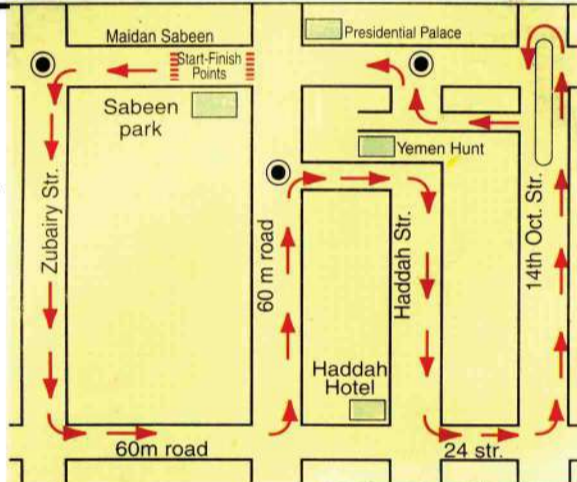 Maidan Sabeen
Presidential Palace
Start-Finish
Points
Sabeen
park
Yemen Hunt
Zubairy Str.
60 m road
Haddah Str.
14th Oct. Str.
Haddah
Hotel
60m road
24 str.